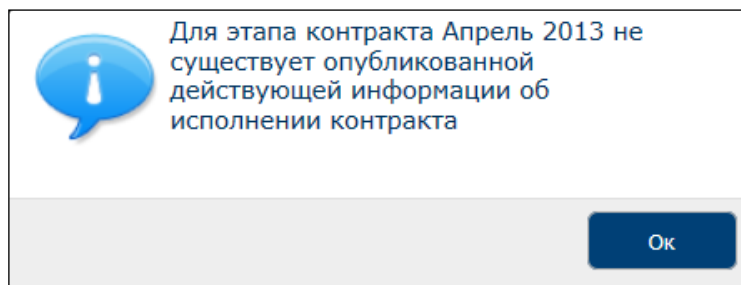 Для этапа контракта Апрель 2013 не
существует опубликованной
действующей информации об
исполнении контракта
Ок